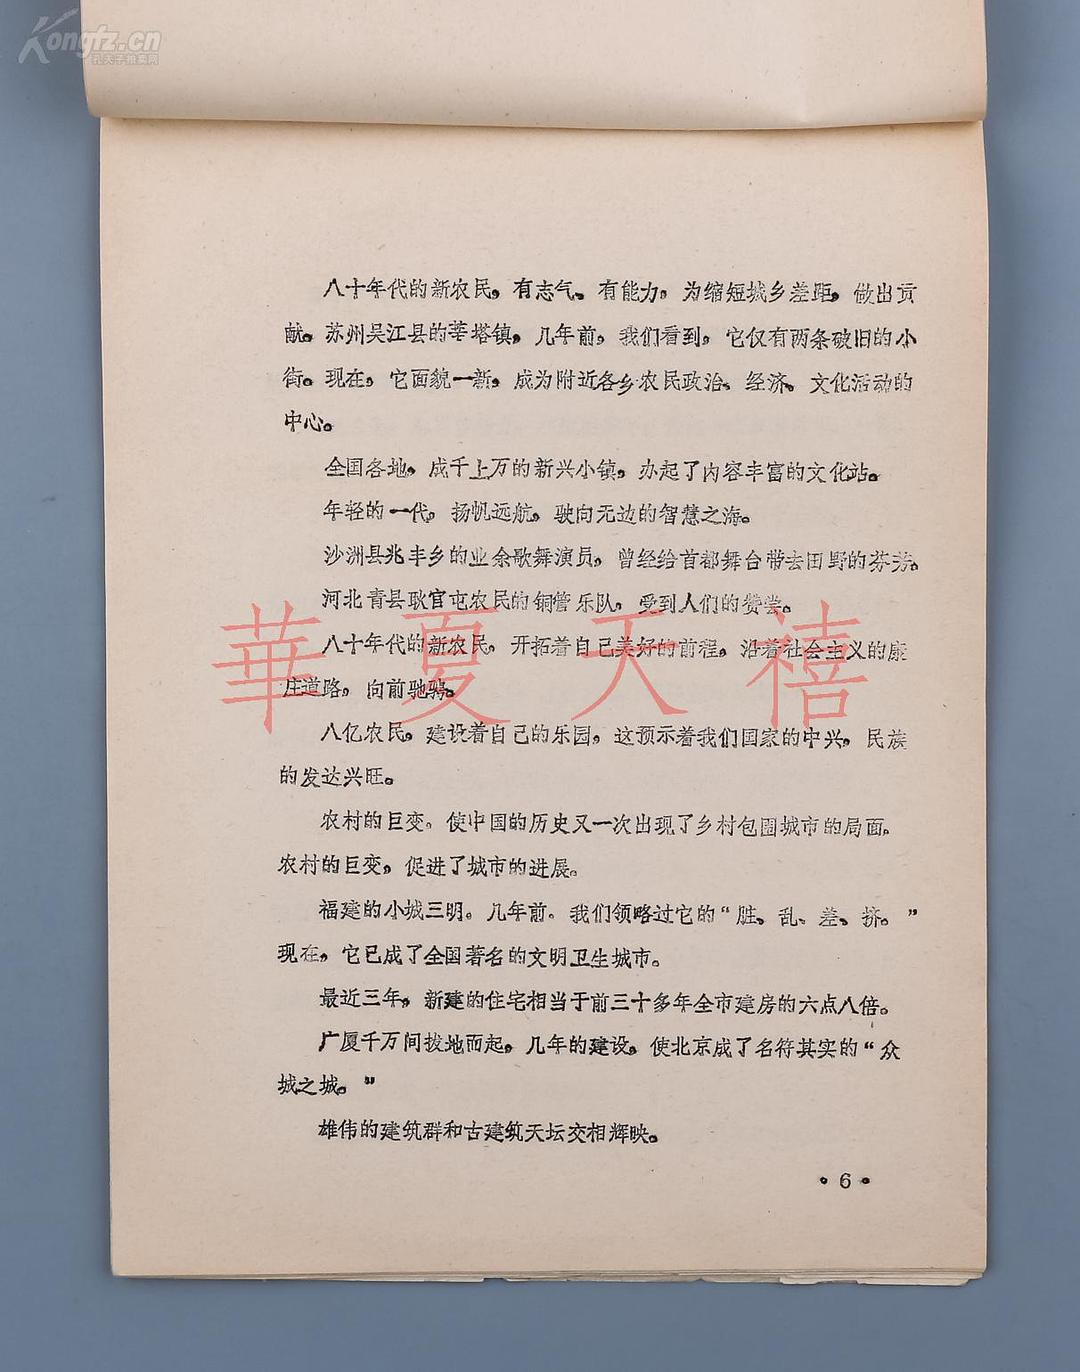 Kongfz.cn
孔夫子拍卖网
八十年代的新农民，有志气、有能力，为缩短城乡差距，做出贡
献。苏州吴江县的莘塔镇，几年前，我们看到，它仅有两条破旧的小
街。现在，它面貌一新，成为附近各乡农民政治、经济、文化活动的
中心。
全国各地，成千上万的新兴小镇，办起了内容丰富的文化站。
年轻的一代，扬帆远航，驶向无边的智慧之海。
沙洲县兆丰乡的业余歌舞演员，曾经给首都舞台带去田野的芬芳。
河北青县耿官屯农民的铜管乐队，受到人们的赞尝。
八十年代的新农民，开拓着自己美好的前程，沿着社会主义的康
庄道路，向前驰骋。
八亿农民，建设着自己的乐园，这预示着我们国家的中兴，民族
的发达兴旺。
农村的巨变。使中国的历史又一次出现了乡村包围城市的局面。
农村的巨变，促进了城市的进展。
福建的小城三明。几年前。我们领略过它的“脏、乱、差、挤。”
现在，它已成了全国著名的文明卫生城市。
最近三年，新建的住宅相当于前三十多年全市建房的六点八倍。
广厦千万间拔地而起，几年的建设，使北京成了名符其实的“众
城之城。”
雄伟的建筑群和古建筑天坛交相辉映。
·6·
華夏天禧